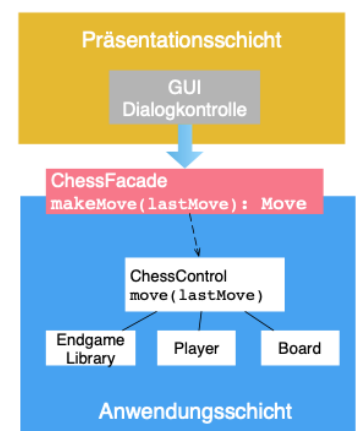 Präsentationsschicht
GUI
Dialogkontrolle
ChessFacade
makeMove(lastMove): Move
ChessControl
move(lastMove)
Endgame
Library
Player
Board
Anwendungsschicht